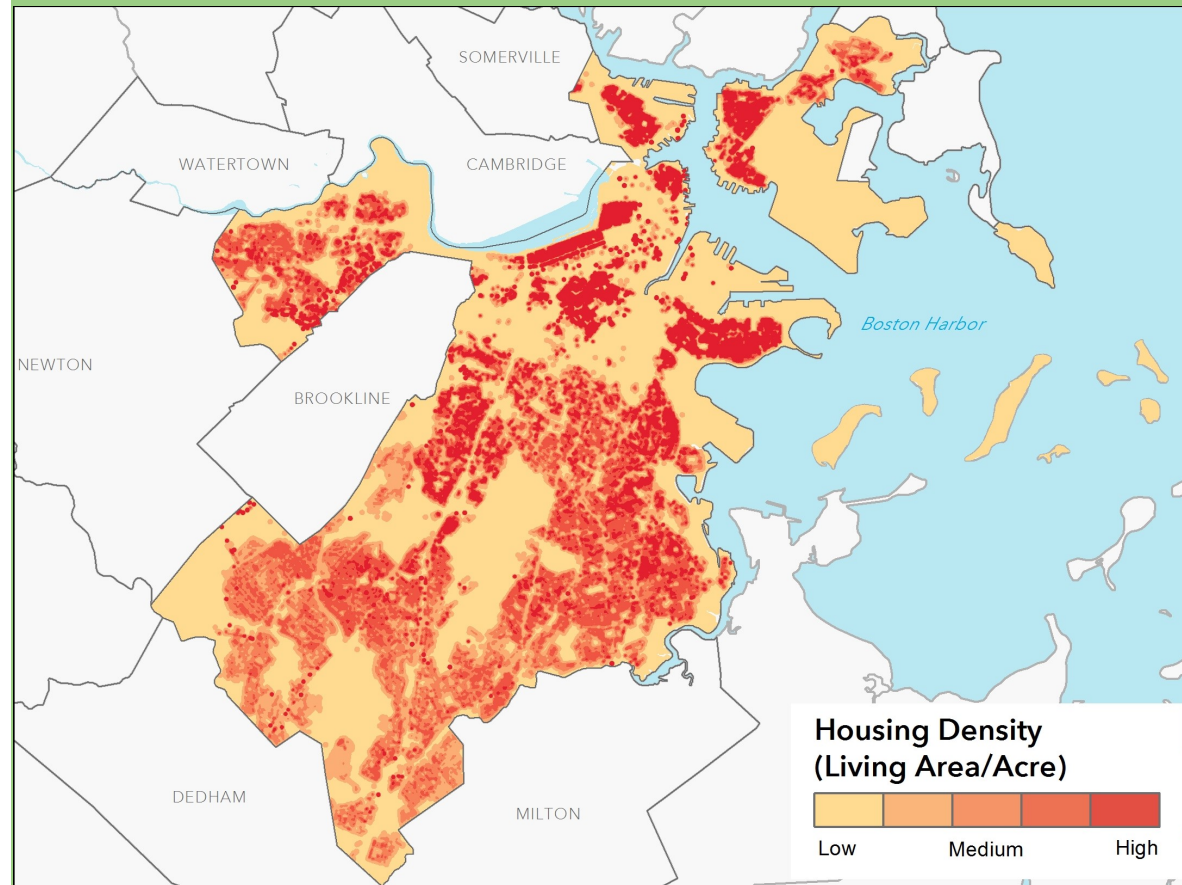 SOMERVILLE
WATERTOWN
CAMBRIDGE
Boston Harbor
NEWTON
BROOKLINE
DEDHAM
MILTON
Housing Density
(Living Area/Acre)
Low Medium High